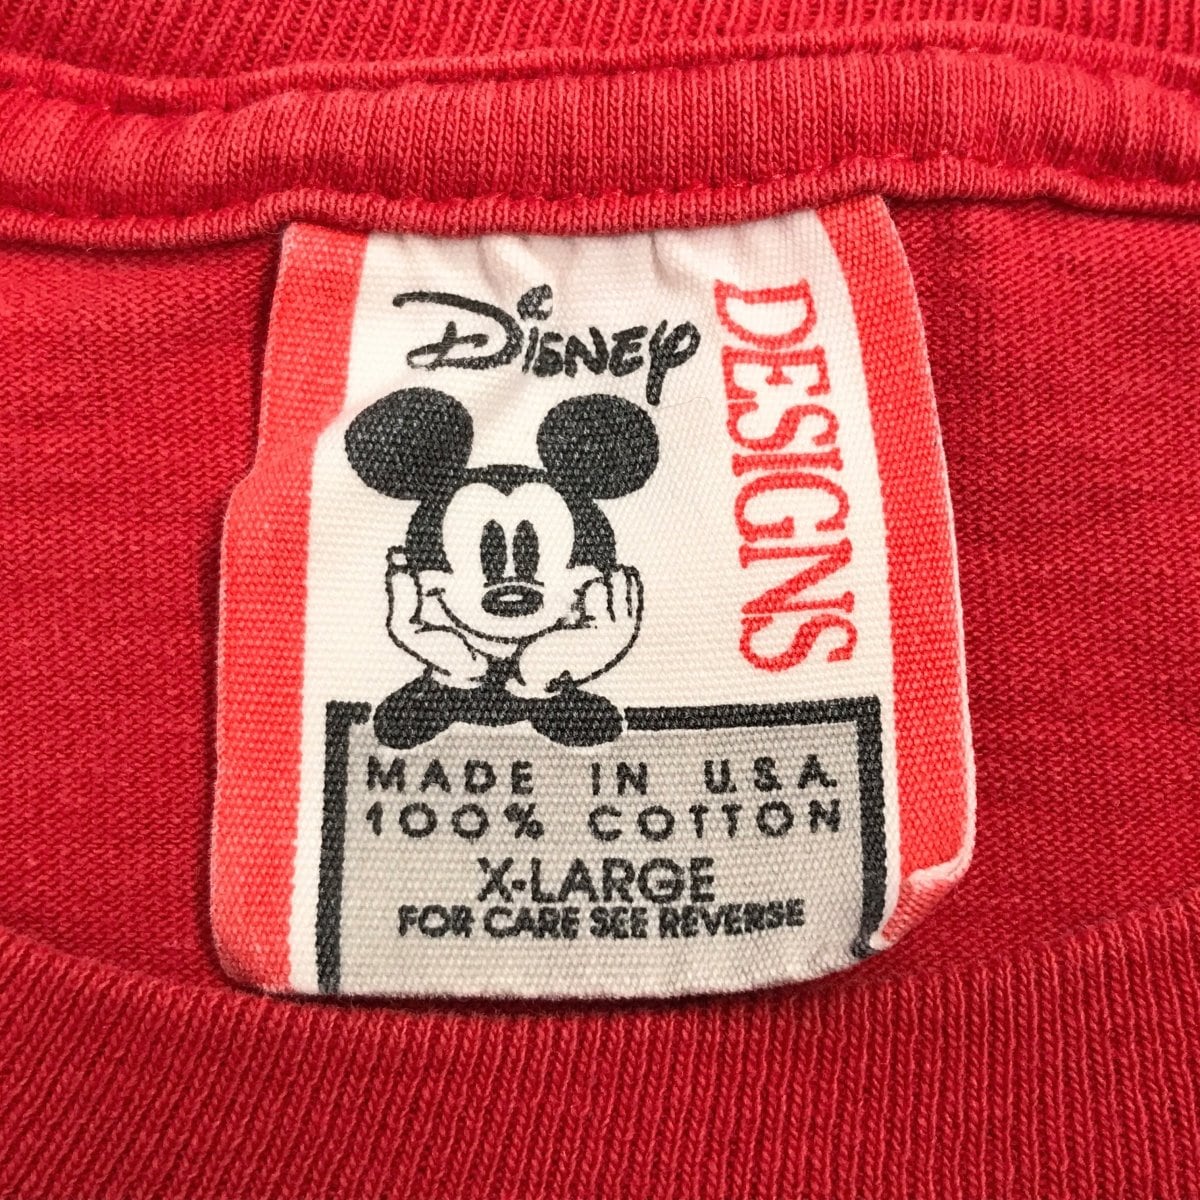 Disney
DESIGNS
MADE IN U.S.A.
100% COTTON
X-LARGE
FOR CARE SEE REVERSE